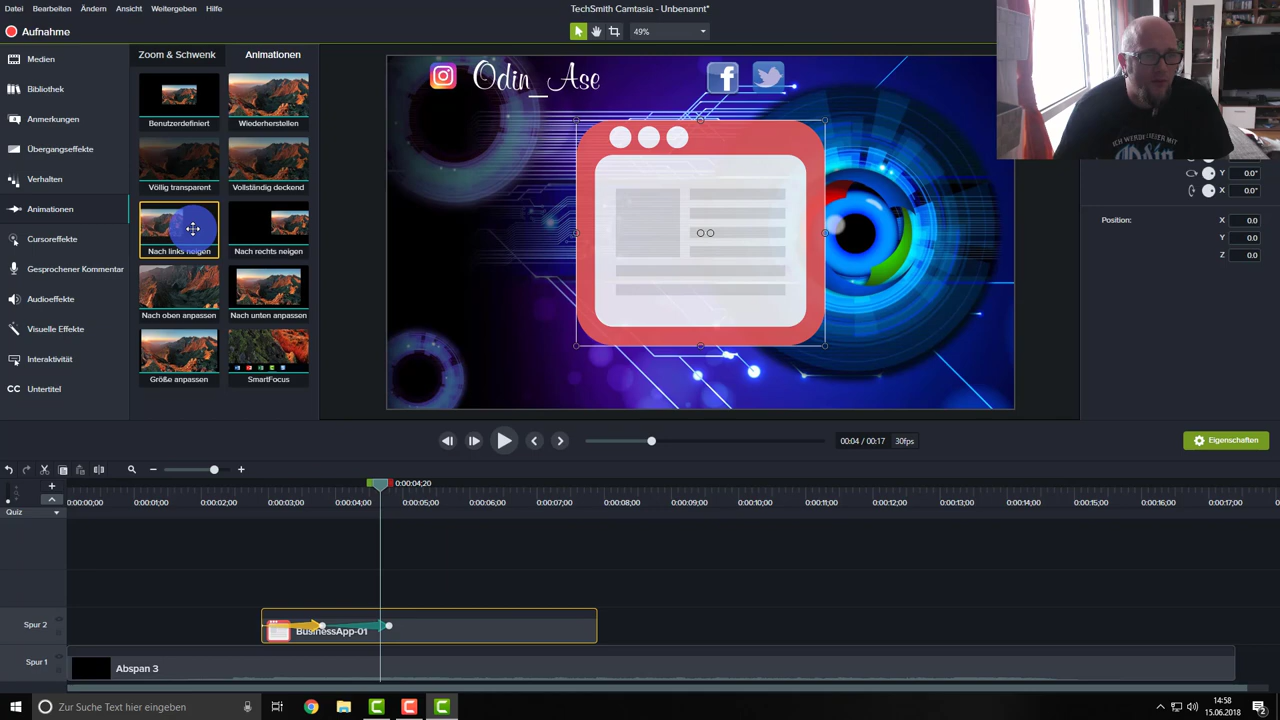 Datei Bearbeiten Ändern Ansicht Weitergeben Hilfe
TechSmith Camtasia - Unbenannt*
Aufnahme
49%
Medien
Bibliothek
Anmerkungen
Übergangseffekte
Verhalten
Animationen
Cursoreffekte
Gesprochener Kommentar
Audioeffekte
Visuelle Effekte
Interaktivität
CC Untertitel
Zoom & Schwenk Animationen
Benutzerdefiniert Wiederherstellen
Völlig transparent Vollständig deckend
Nach links neigen Nach rechts neigen
Nach oben anpassen Nach unten anpassen
Größe anpassen SmartFocus
Odin_Ase
f
ICH WERDE IEBER MIT
Odin
Y 0.0°
X 0.0°
Position: X 0.0
Y 0.0
Z 0.0
00:04 / 00:17 30fps
Eigenschaften
0:00:04;20
0:00:00;00 0:00:01;00 0:00:02;00 0:00:03;00 0:00:04;00 0:00:05;00 0:00:06;00 0:00:07;00 0:00:08;00 0:00:09;00 0:00:10;00 0:00:11;00 0:00:12;00 0:00:13;00 0:00:14;00 0:00:15;00 0:00:16;00 0:00:17;00
Quiz
Spur 2
BusinessApp-01
Spur 1
Abspan 3
Zur Suche Text hier eingeben
14:58
15.06.2018
2